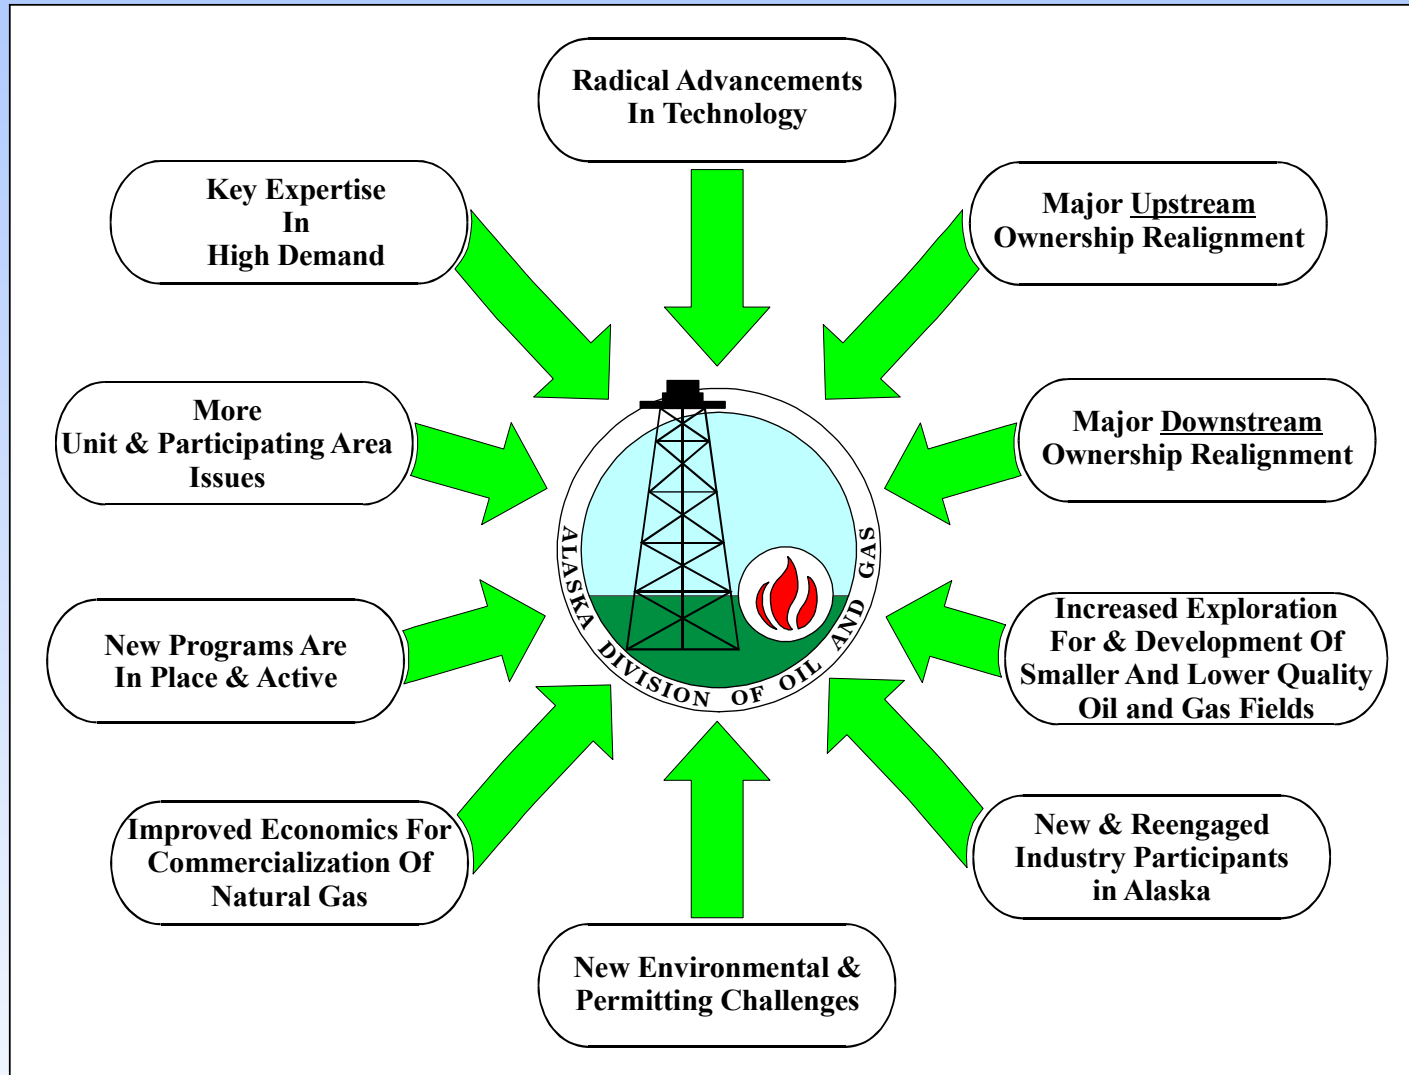 Radical Advancements
In Technology
Key Expertise
In
High Demand
Major Upstream
Ownership Realignment
More
Unit & Participating Area
Issues
Major Downstream
Ownership Realignment
ALASKA DIVISION OF OIL AND GAS
New Programs Are
In Place & Active
Increased Exploration
For & Development Of
Smaller And Lower Quality
Oil and Gas Fields
Improved Economics For
Commercialization Of
Natural Gas
New & Reengaged
Industry Participants
in Alaska
New Environmental &
Permitting Challenges